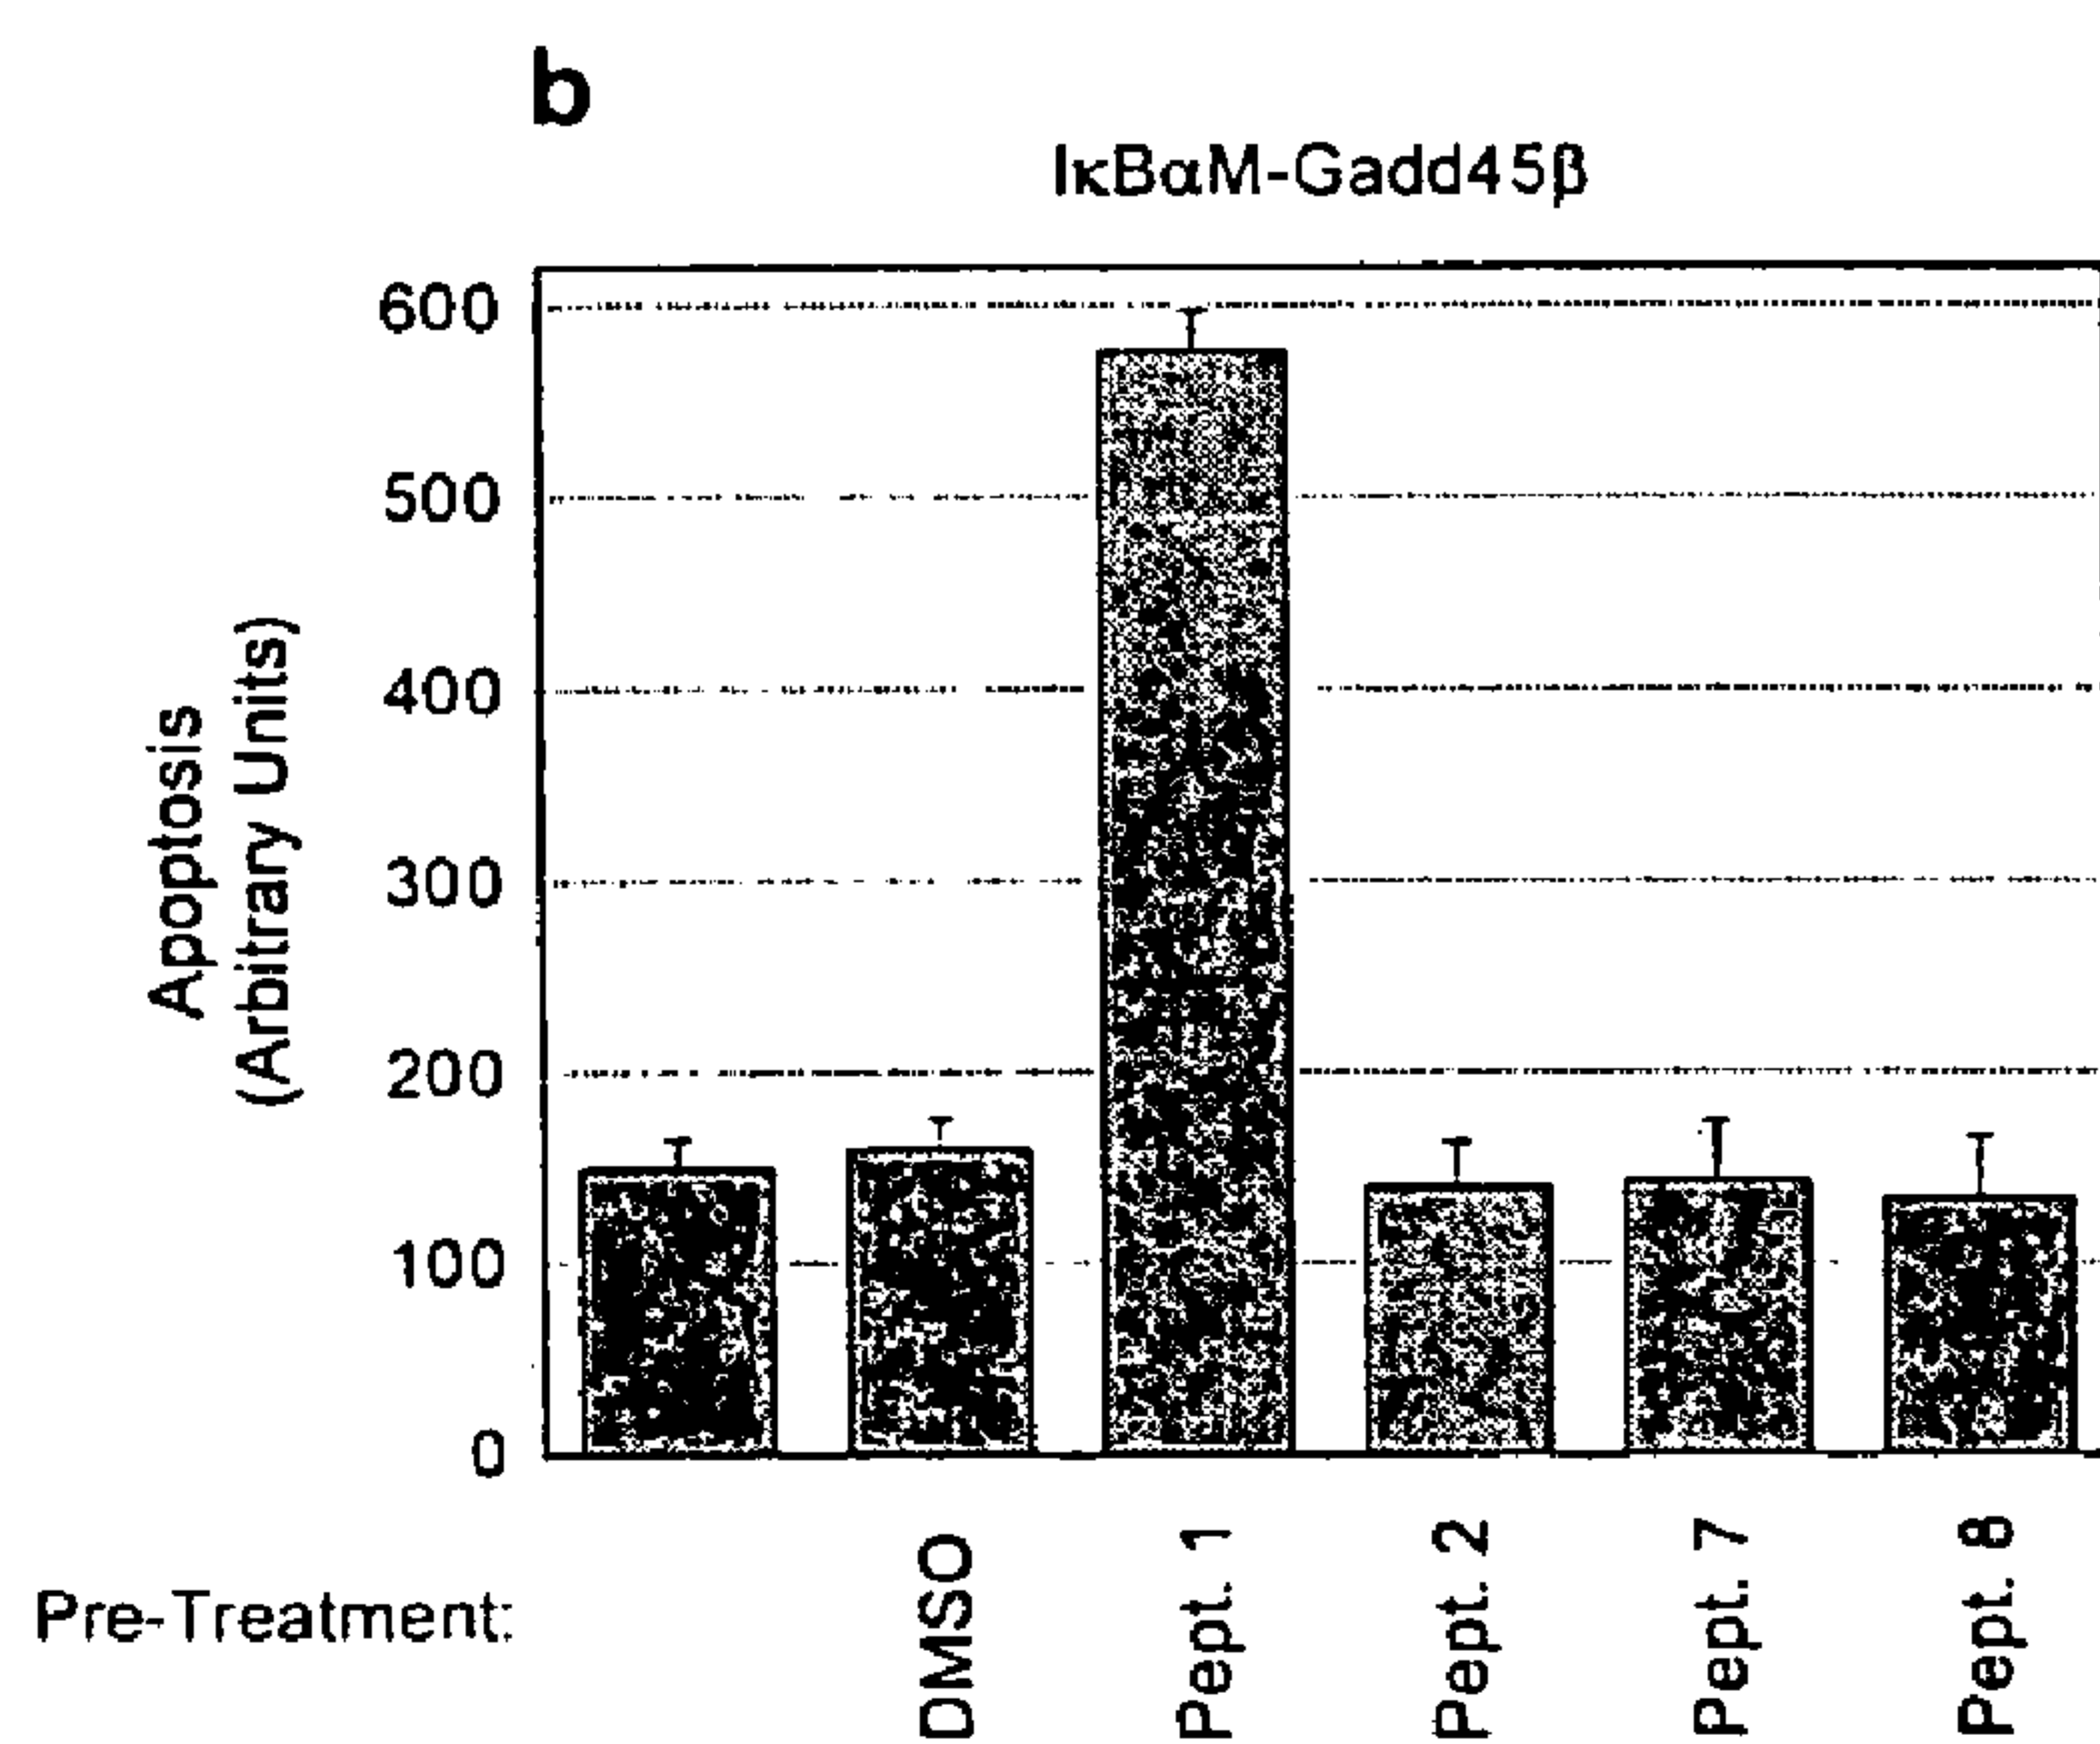 b
IκBαM-Gadd45β
600
500
400
300
200
100
0
Apoptosis
(Arbitrary Units)
Pre-Treatment:
DMSO
Pept. 1
Pept. 2
Pept. 7
Pept. 8